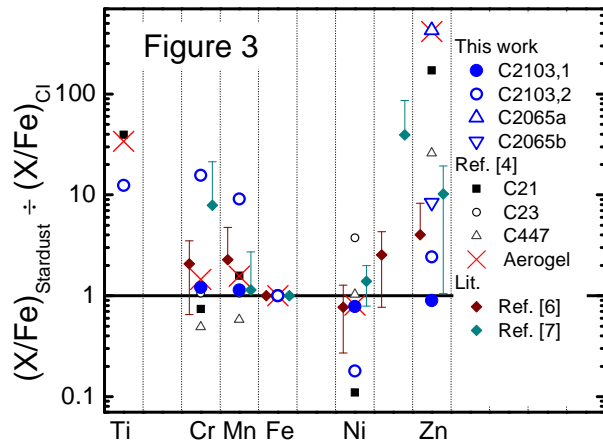 Figure 3
(X/Fe)Stardust ÷ (X/Fe)CI
100
10
1
0.1
Ti Cr Mn Fe Ni Zn
This work
C2103,1
C2103,2
C2065a
C2065b
Ref. [4]
C21
C23
C447
Aerogel
Lit.
Ref. [6]
Ref. [7]